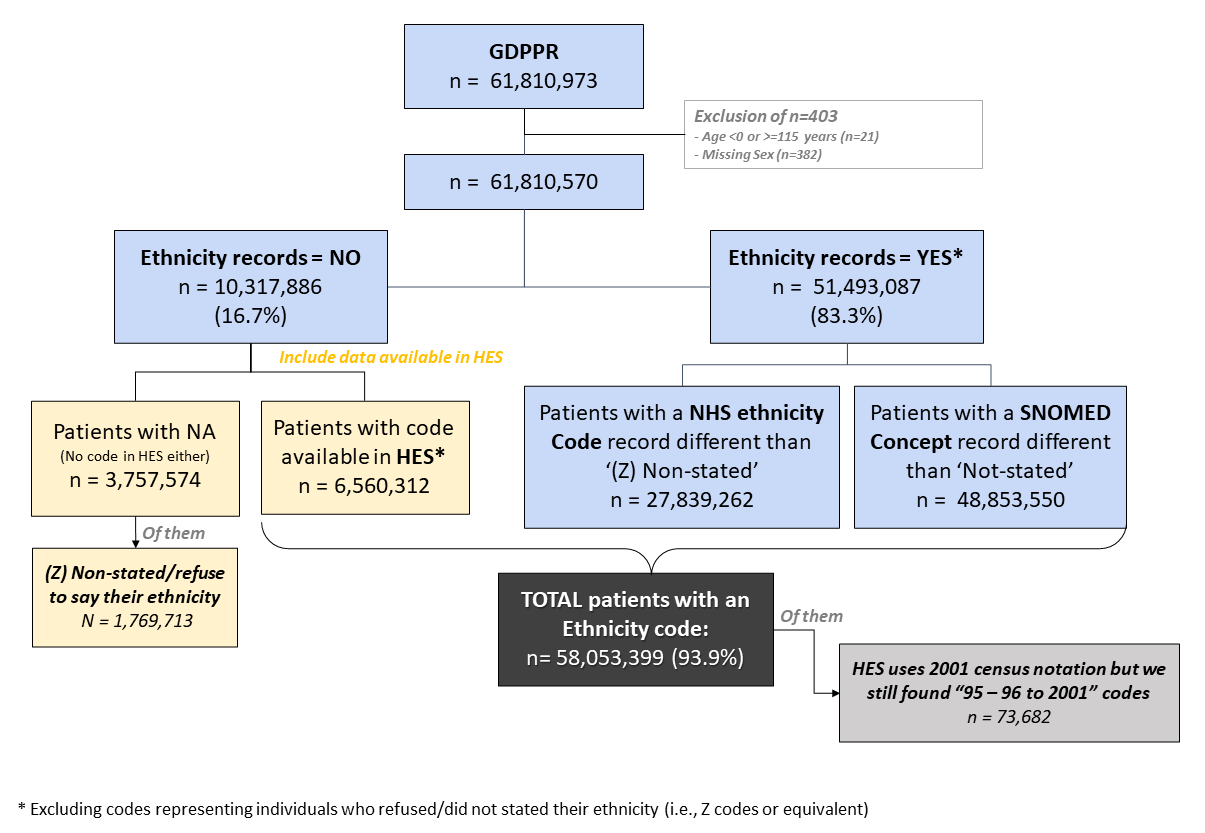 GDPPR
n = 61,810,973
Exclusion of n=403
- Age <0 or >=115 years (n=21)
- Missing Sex (n=382)
n = 61,810,570
Ethnicity records = NO
n = 10,317,886
(16.7%)
Ethnicity records = YES*
n = 51,493,087
(83.3%)
Include data available in HES
Patients with NA
(No code in HES either)
n = 3,757,574
Patients with code
available in HES*
n = 6,560,312
Patients with a NHS ethnicity
Code record different than
‘(Z) Non-stated’
n = 27,839,262
Patients with a SNOMED
Concept record different
than ‘Not-stated’
n = 48,853,550
Of them
(Z) Non-stated/refuse
to say their ethnicity
N = 1,769,713
TOTAL patients with an
Ethnicity code:
n= 58,053,399 (93.9%)
Of them
HES uses 2001 census notation but we
still found “95 – 96 to 2001” codes
n = 73,682
* Excluding codes representing individuals who refused/did not stated their ethnicity (i.e., Z codes or equivalent)